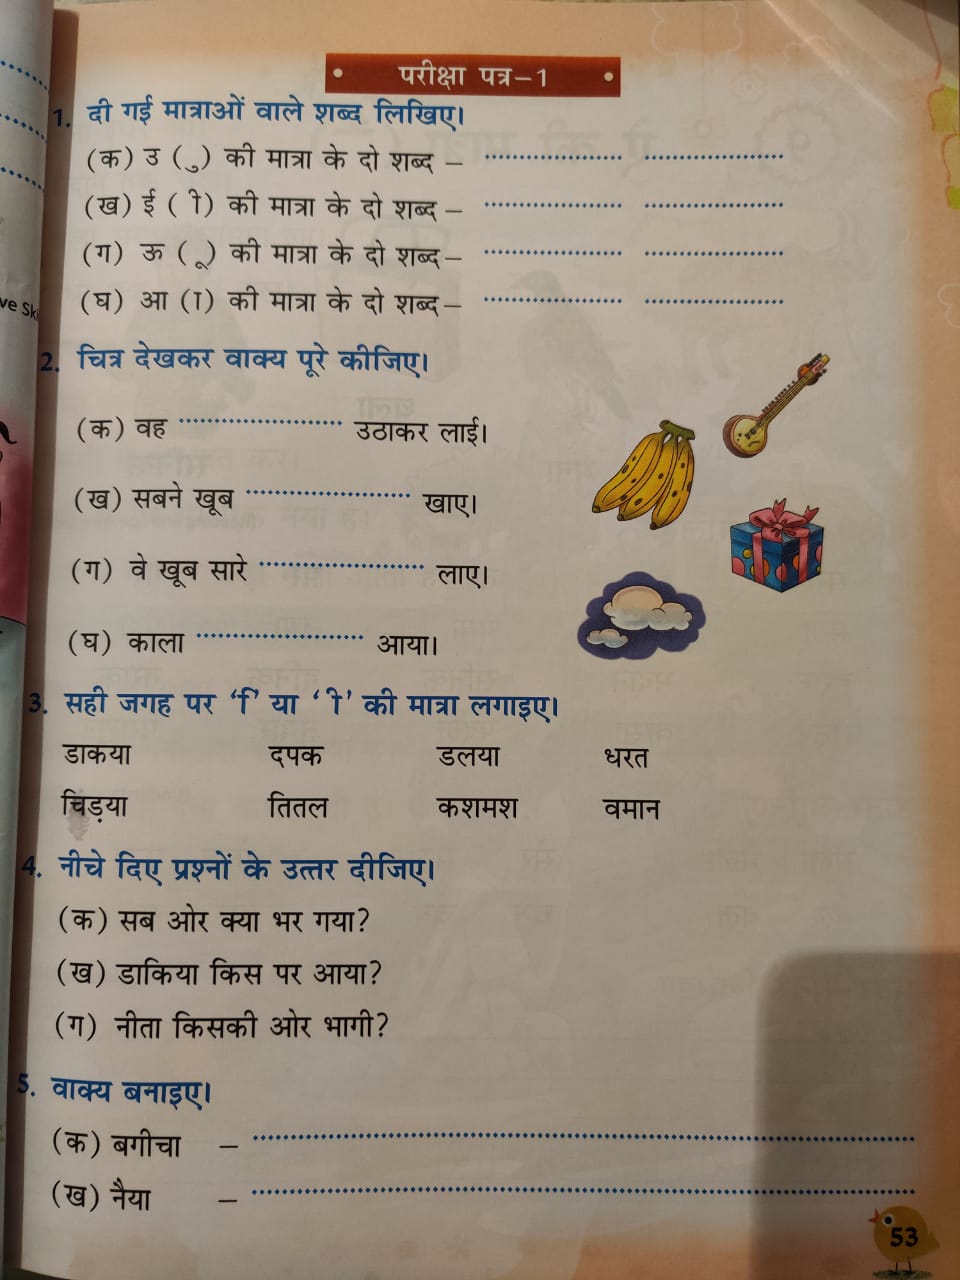 परीक्षा पत्र–1
1. दी गई मात्राओं वाले शब्द लिखिए।
(क) उ ( ु ) की मात्रा के दो शब्द – .................... ....................
(ख) ई ( ी ) की मात्रा के दो शब्द – .................... ....................
(ग) ऊ ( ू ) की मात्रा के दो शब्द – .................... ....................
(घ) आ (ा) की मात्रा के दो शब्द – .................... ....................
ve Ski
2. चित्र देखकर वाक्य पूरे कीजिए।
(क) वह .................... उठाकर लाई।
(ख) सबने खूब .................... खाए।
(ग) वे खूब सारे .................... लाए।
(घ) काला .................... आया।
3. सही जगह पर ‘ि’ या ‘ ी’ की मात्रा लगाइए।
डाकया दपक डलया धरत
चिड़या तितल कशमश वमान
4. नीचे दिए प्रश्नों के उत्तर दीजिए।
(क) सब ओर क्या भर गया?
(ख) डाकिया किस पर आया?
(ग) नीता किसकी ओर भागी?
5. वाक्य बनाइए।
(क) बगीचा – ....................
(ख) नैया – ....................
53